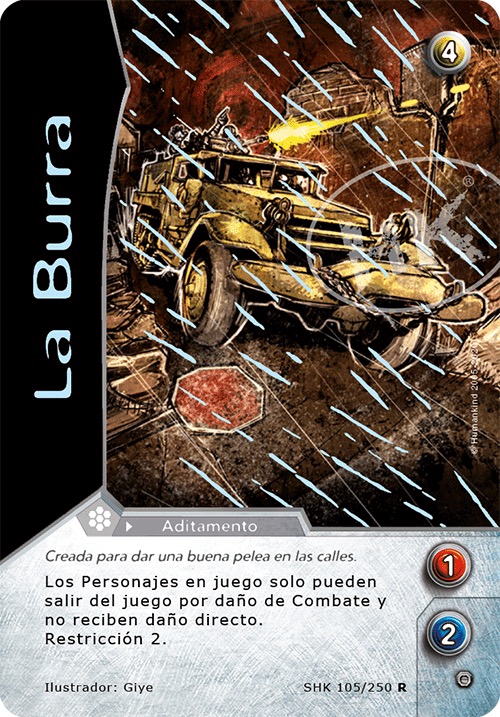 4
La Burra
Aditamento
Creada para dar una buena pelea en las calles.
Los Personajes en juego solo pueden
salir del juego por daño de Combate y
no reciben daño directo.
Restricción 2.
1
2
Ilustrador: Giye
SHK 105/250 R